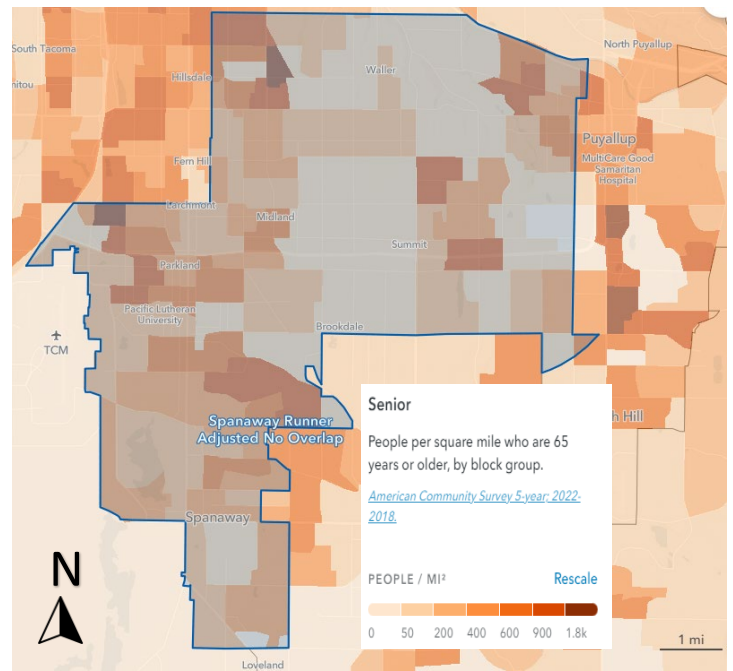 South Tacoma
North Puyallup
Waller
Hillsdale
Puyallup
MultiCare Good
Samaritan
Hospital
Fern Hill
Larchmont
Midland
Summit
Parkland
Pacific Lutheran
University
Brookdale
TCM
Spanaway Runner
Adjusted No Overlap
Spanaway
Loveland
N
Senior
People per square mile who are 65
years or older, by block group.
American Community Survey 5-year; 2022-
2018.
PEOPLE / MI²
Rescale
0 50 200 400 600 900 1.8k
h Hill
1 mi